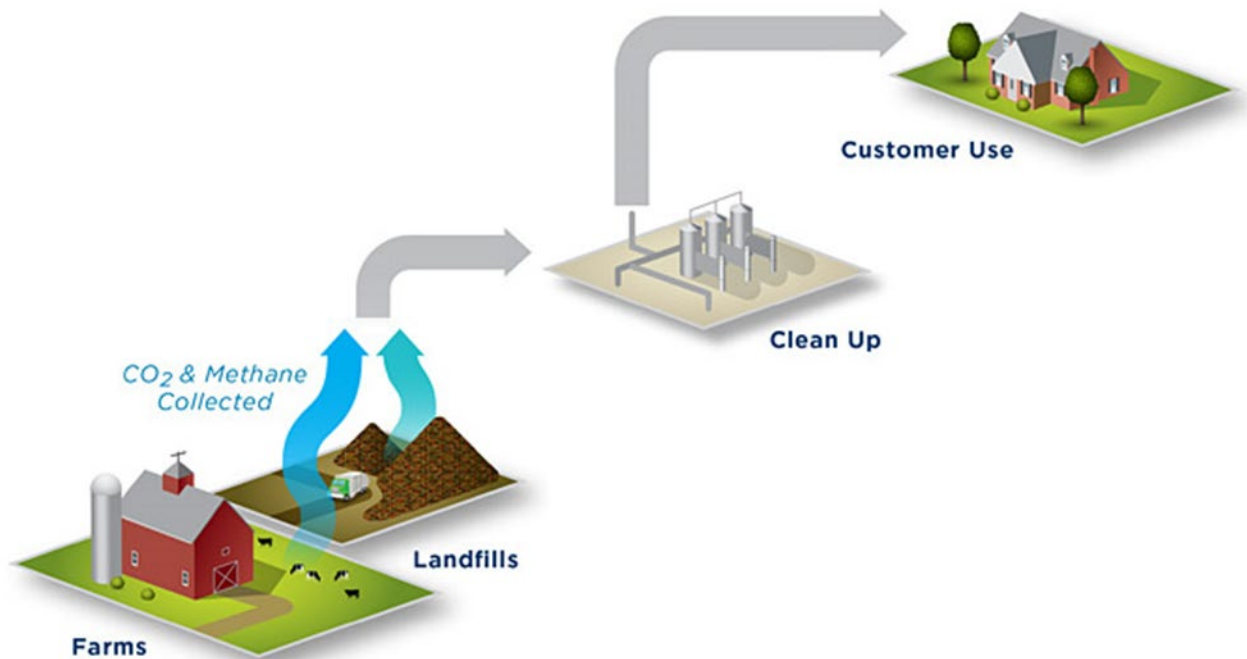 Customer Use
Clean Up
CO₂ & Methane
Collected
Landfills
Farms